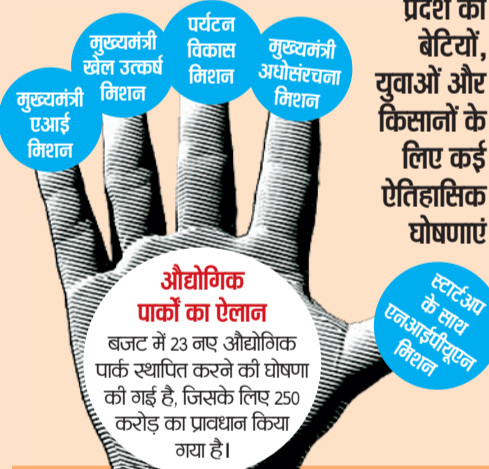 मुख्यमंत्री
एआई
मिशन
मुख्यमंत्री
खेल उत्कर्ष
मिशन
पर्यटन
विकास
मिशन
मुख्यमंत्री
अधोसंरचना
मिशन
प्रदेश की
बेटियों,
युवाओं और
किसानों के
लिए कई
ऐतिहासिक
घोषणाएं
स्टार्टअप
के साथ
एनआईपीयूएन
मिशन
औद्योगिक
पार्कों का ऐलान
बजट में 23 नए औद्योगिक
पार्क स्थापित करने की घोषणा
की गई है, जिसके लिए 250
करोड़ का प्रावधान किया
गया है।